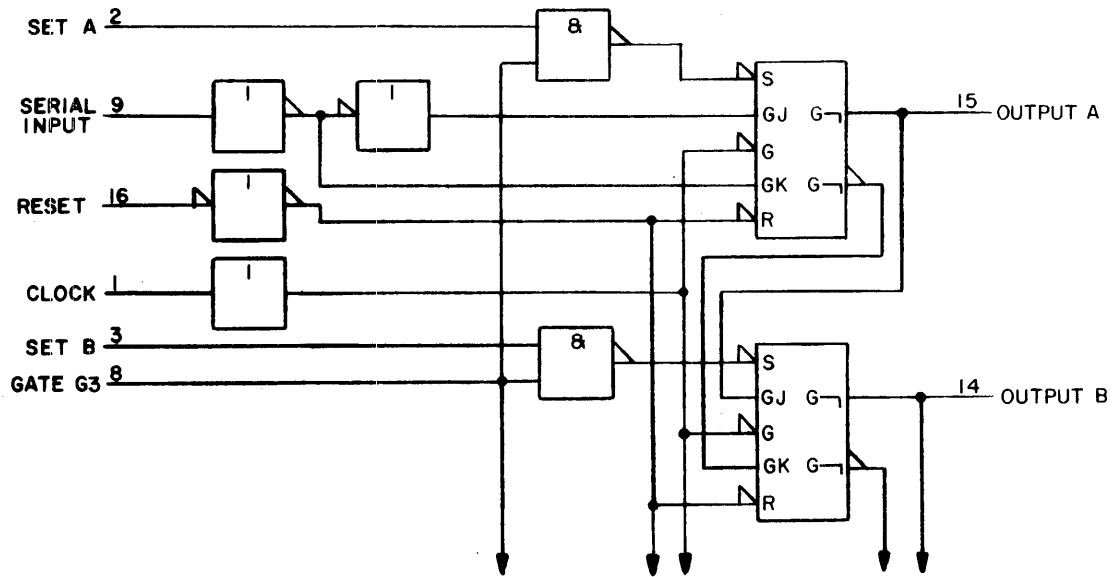 SET A 2
&
S
SERIAL INPUT 9
1
1
GJ G
15 OUTPUT A
G
GK G
RESET 16
1
R
CLOCK 1
1
SET B 3
&
GATE G3 8
S
GJ G
14 OUTPUT B
G
GK G
R